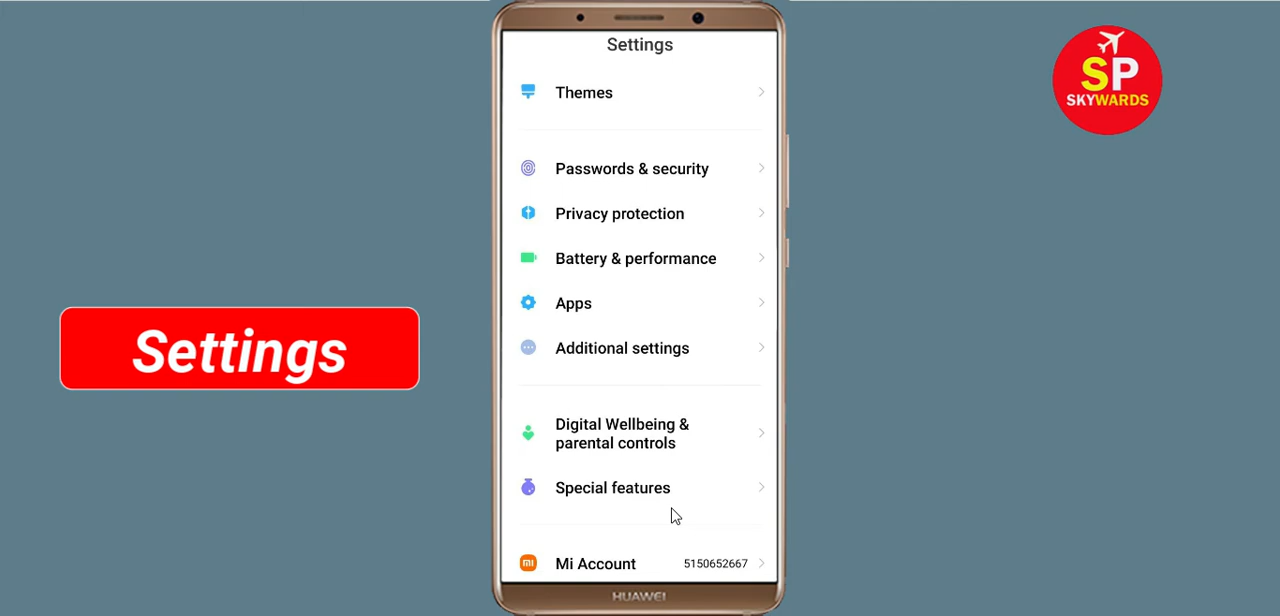 Settings
Themes
Passwords & security
Privacy protection
Battery & performance
Apps
Additional settings
Digital Wellbeing &
parental controls
Special features
mi
Mi Account 5150652667
HUAWEI
Settings
SP
SKYWARDS